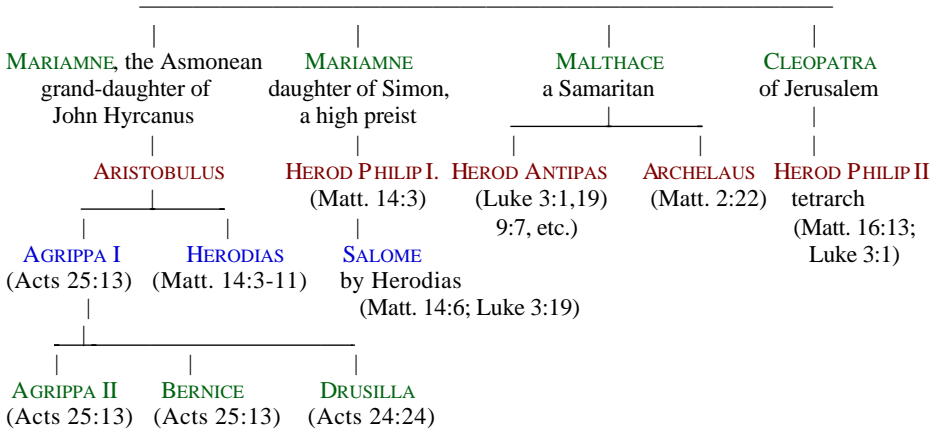 MARIAMNE, the Asmonean grand-daughter of John Hyrcanus
MARIAMNE daughter of Simon, a high preist
MALTHACE a Samaritan
CLEOPATRA of Jerusalem
ARISTOBULUS
HEROD PHILIP I. (Matt. 14:3)
HEROD ANTIPAS (Luke 3:1,19) 9:7, etc.)
ARCHELAUS (Matt. 2:22)
HEROD PHILIP II tetrarch (Matt. 16:13; Luke 3:1)
AGRIPPA I (Acts 25:13)
HERODIAS (Matt. 14:3-11)
SALOME by Herodias (Matt. 14:6; Luke 3:19)
AGRIPPA II (Acts 25:13)
BERNICE (Acts 25:13)
DRUSILLA (Acts 24:24)